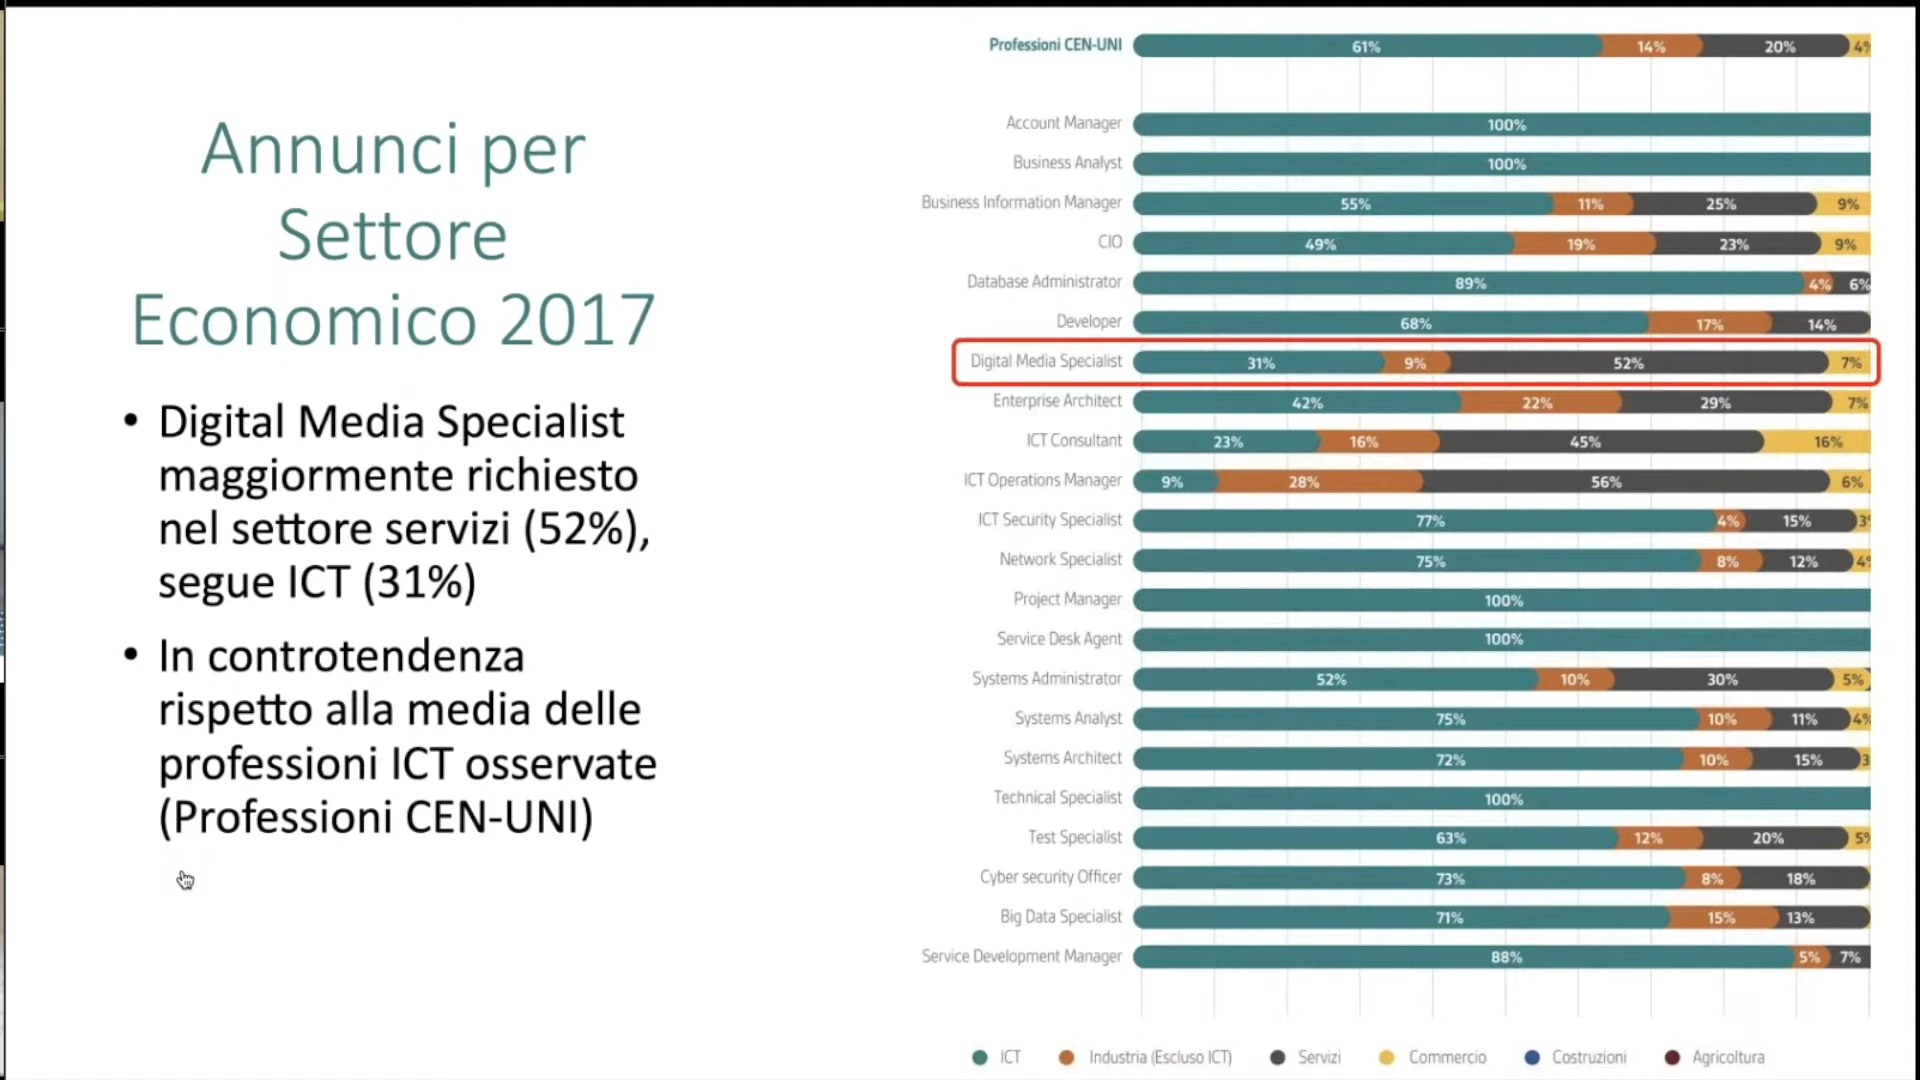 Annunci per
Settore
Economico 2017
• Digital Media Specialist
maggiormente richiesto
nel settore servizi (52%),
segue ICT (31%)
• In controtendenza
rispetto alla media delle
professioni ICT osservate
(Professioni CEN-UNI)
Professioni CEN-UNI 61% 14% 20% 4%
Account Manager 100%
Business Analyst 100%
Business Information Manager 55% 11% 25% 9%
CIO 49% 19% 23% 9%
Database Administrator 89% 4% 6%
Developer 68% 17% 14%
Digital Media Specialist 31% 9% 52% 7%
Enterprise Architect 42% 22% 29% 7%
ICT Consultant 23% 16% 45% 16%
ICT Operations Manager 9% 28% 56% 6%
ICT Security Specialist 77% 4% 15% 3
Network Specialist 75% 8% 12% 4%
Project Manager 100%
Service Desk Agent 100%
Systems Administrator 52% 10% 30% 5%
Systems Analyst 75% 10% 11% 4%
Systems Architect 72% 10% 15% 3
Technical Specialist 100%
Test Specialist 63% 12% 20% 5%
Cyber security Officer 73% 8% 18%
Big Data Specialist 71% 15% 13%
Service Development Manager 88% 5% 7%
ICT Industria (Escluso ICT) Servizi Commercio Costruzioni Agricoltura